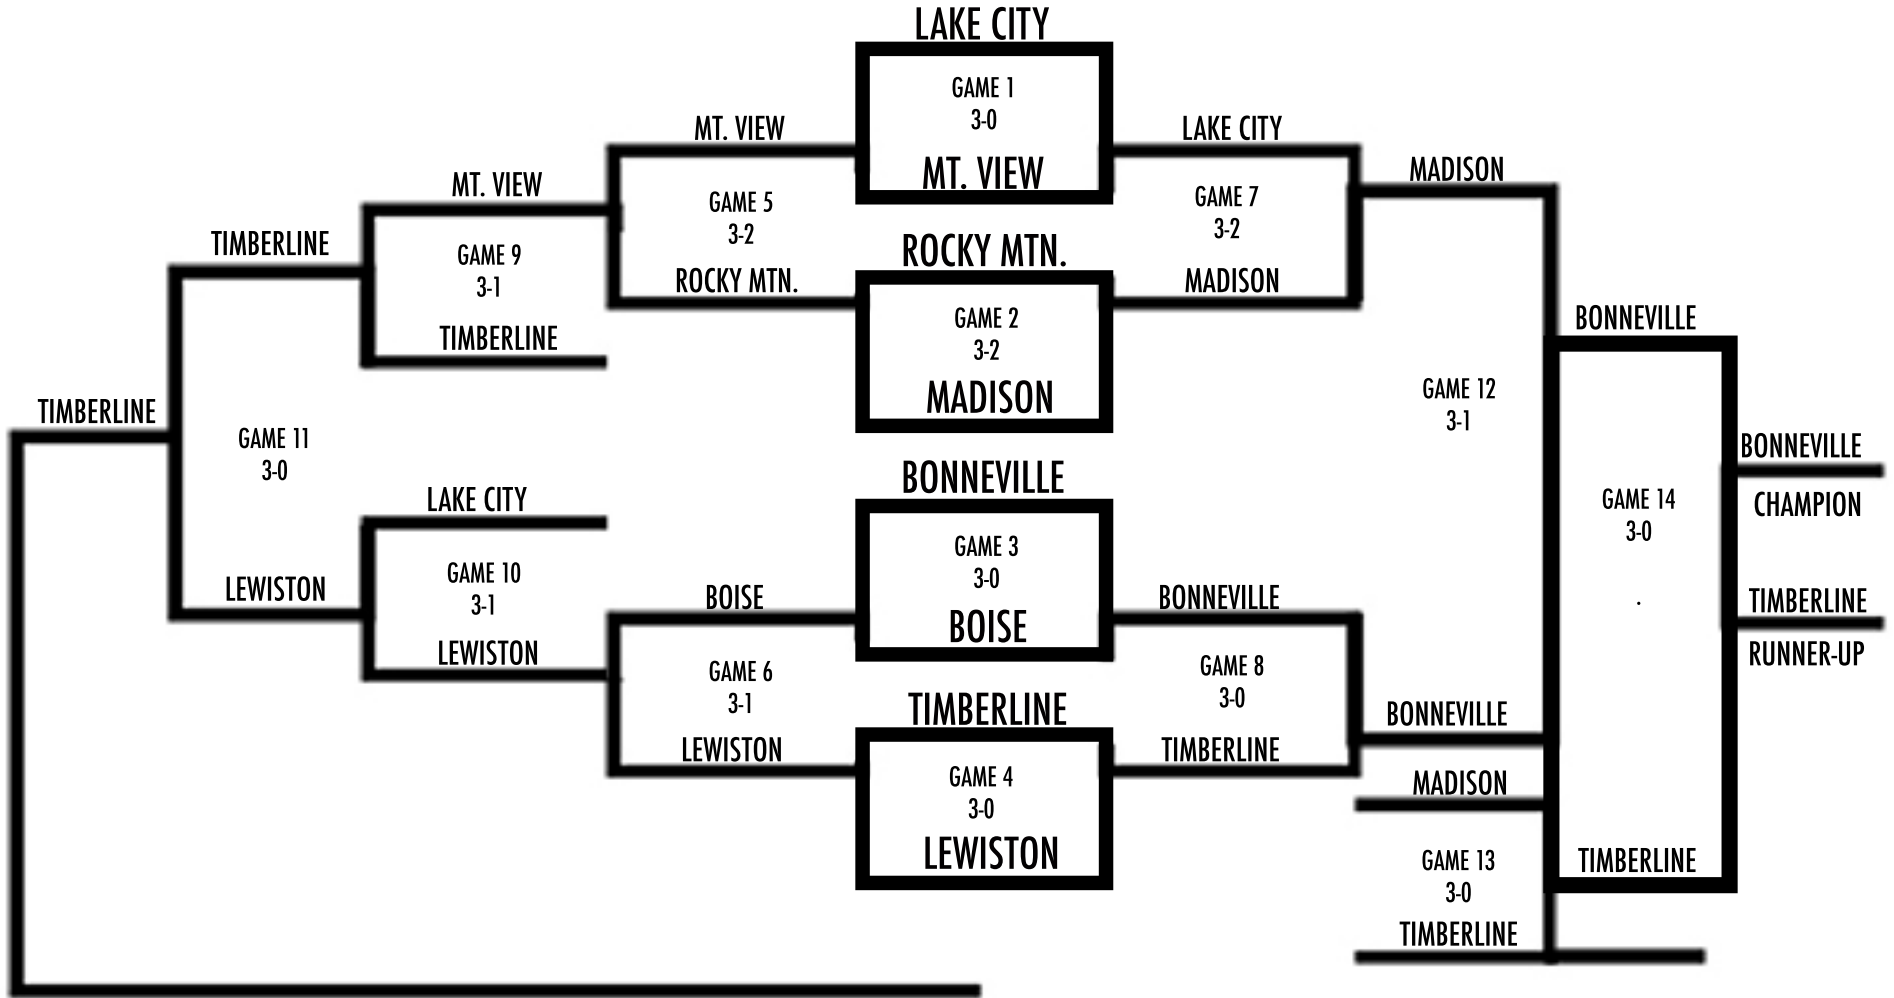 LAKE CITY
GAME 1
3-0
MT. VIEW
MT. VIEW
LAKE CITY
MADISON
MT. VIEW
GAME 5
3-2
GAME 7
3-2
ROCKY MTN.
TIMBERLINE
GAME 9
3-1
ROCKY MTN.
MADISON
GAME 2
3-2
MADISON
TIMBERLINE
BONNEVILLE
GAME 12
3-1
TIMBERLINE
GAME 11
3-0
BONNEVILLE
BONNEVILLE
CHAMPION
LAKE CITY
GAME 14
3-0
.
GAME 3
3-0
BOISE
GAME 10
3-1
LEWISTON
BOISE
BONNEVILLE
TIMBERLINE
RUNNER-UP
LEWISTON
GAME 6
3-1
GAME 8
3-0
TIMBERLINE
BONNEVILLE
LEWISTON
TIMBERLINE
GAME 4
3-0
LEWISTON
MADISON
GAME 13
3-0
TIMBERLINE
TIMBERLINE